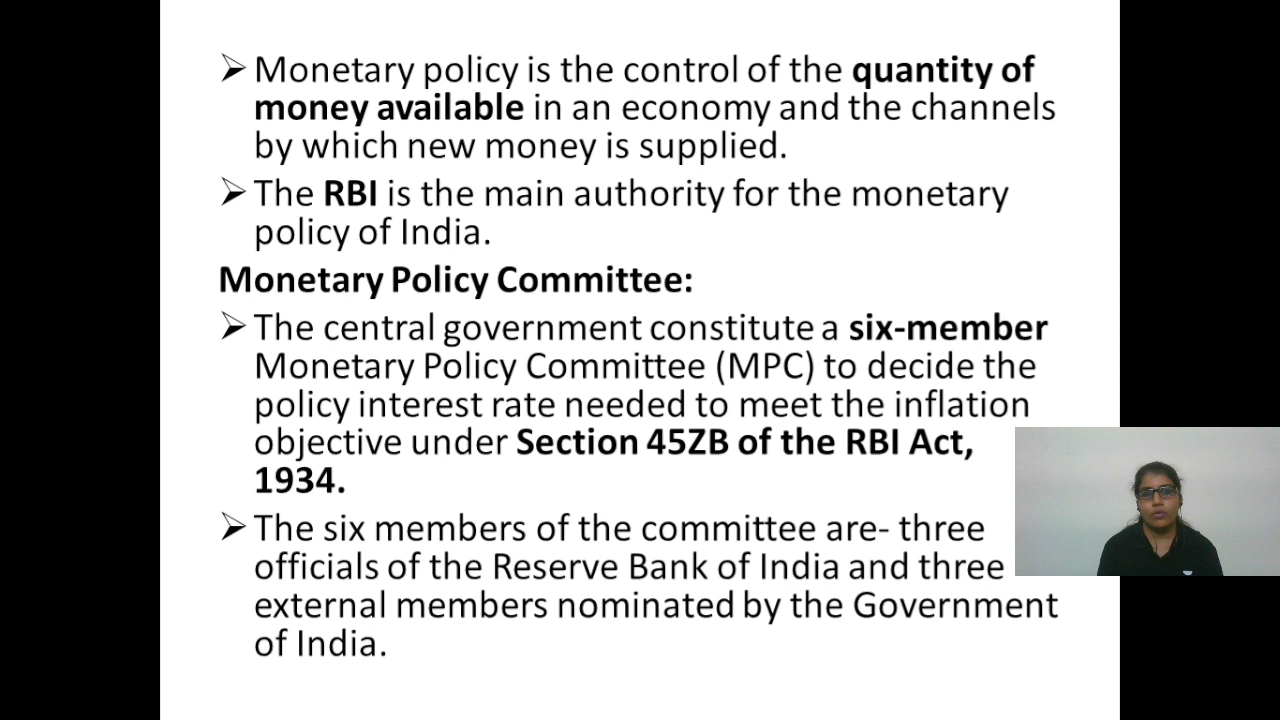 ➢ Monetary policy is the control of the quantity of
money available in an economy and the channels
by which new money is supplied.
➢ The RBI is the main authority for the monetary
policy of India.
Monetary Policy Committee:
➢ The central government constitute a six-member
Monetary Policy Committee (MPC) to decide the
policy interest rate needed to meet the inflation
objective under Section 45ZB of the RBI Act,
1934.
➢ The six members of the committee are- three
officials of the Reserve Bank of India and three
external members nominated by the Government
of India.